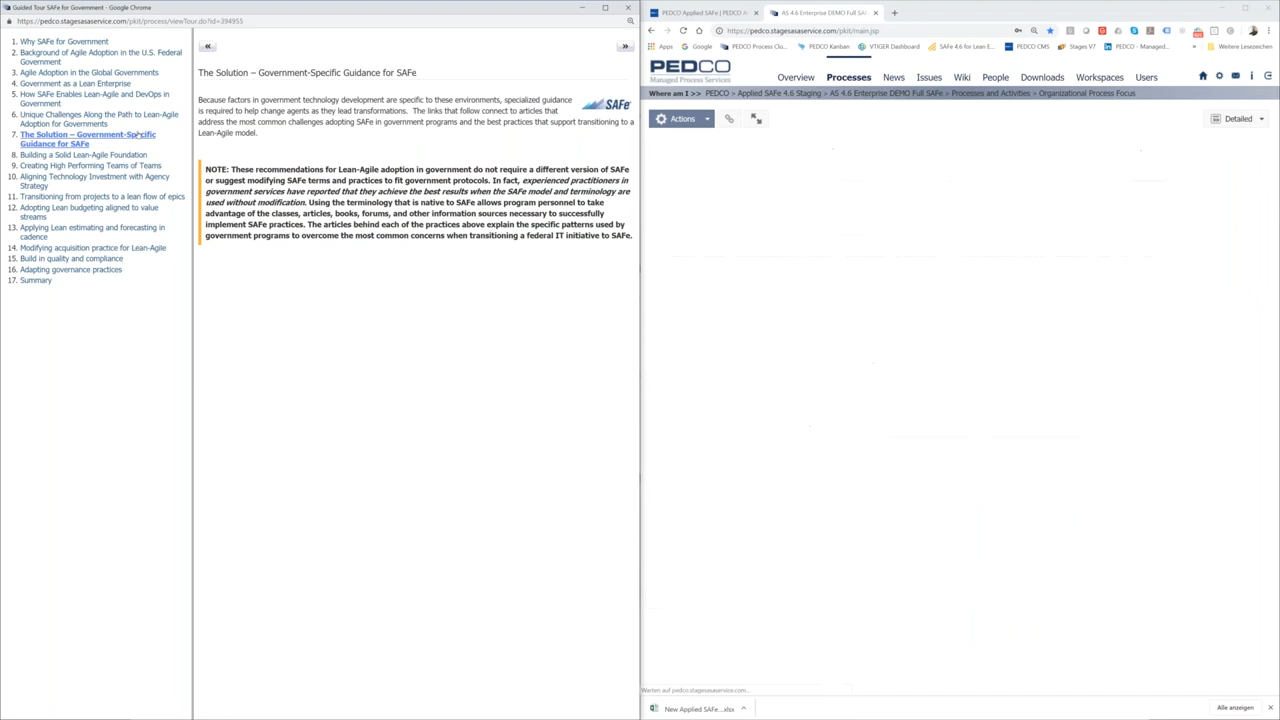 Guided Tour SAFe for Government - Google Chrome
https://pedco.stagesasaservice.com/pkit/process/viewTour.do?id=394955
1. Why SAFe for Government
2. Background of Agile Adoption in the U.S. Federal
Government
3. Agile Adoption in the Global Governments
4. Government as a Lean Enterprise
5. How SAFe Enables Lean-Agile and DevOps in
Government
6. Unique Challenges Along the Path to Lean-Agile
Adoption for Governments
7. The Solution – Government-Specific
Guidance for SAFe
8. Building a Solid Lean-Agile Foundation
9. Creating High Performing Teams of Teams
10. Aligning Technology Investment with Agency
Strategy
11. Transitioning from projects to a lean flow of epics
12. Adopting Lean budgeting aligned to value
streams
13. Applying Lean estimating and forecasting in
cadence
14. Modifying acquisition practice for Lean-Agile
15. Build in quality and compliance
16. Adapting governance practices
17. Summary
«
»
The Solution – Government-Specific Guidance for SAFe
Because factors in government technology development are specific to these environments, specialized guidance
is required to help change agents as they lead transformations. The links that follow connect to articles that
address the most common challenges adopting SAFe in government programs and the best practices that support transitioning to a
Lean-Agile model.
SAFe
NOTE: These recommendations for Lean-Agile adoption in government do not require a different version of SAFe
or suggest modifying SAFe terms and practices to fit government protocols. In fact, experienced practitioners in
government services have reported that they achieve the best results when the SAFe model and terminology are
used without modification. Using the terminology that is native to SAFe allows program personnel to take
advantage of the classes, articles, books, forums, and other information sources necessary to successfully
implement SAFe practices. The articles behind each of the practices above explain the specific patterns used by
government programs to overcome the most common concerns when transitioning a federal IT initiative to SAFe.
PEDCO Applied SAFe | PEDCO A
AS 4.6 Enterprise DEMO Full SAF
https://pedco.stagesasaservice.com/pkit/main.jsp
Apps Google PEDCO Process Clo... PEDCO Kanban VTIGER Dashboard SAFe 4.6 for Lean E... PEDCO CMS Stages V7 PEDCO - Managed... » Weitere Lesezeichen
PEDCO
Managed Process Services
Overview Processes News Issues Wiki People Downloads Workspaces Users
Where am I >> PEDCO > Applied SAFe 4.6 Staging > AS 4.6 Enterprise DEMO Full SAFe > Processes and Activities > Organizational Process Focus
Actions
Detailed
Warten auf pedco.stagesasaservice.com...
New Applied SAFe....xlsx
Alle anzeigen